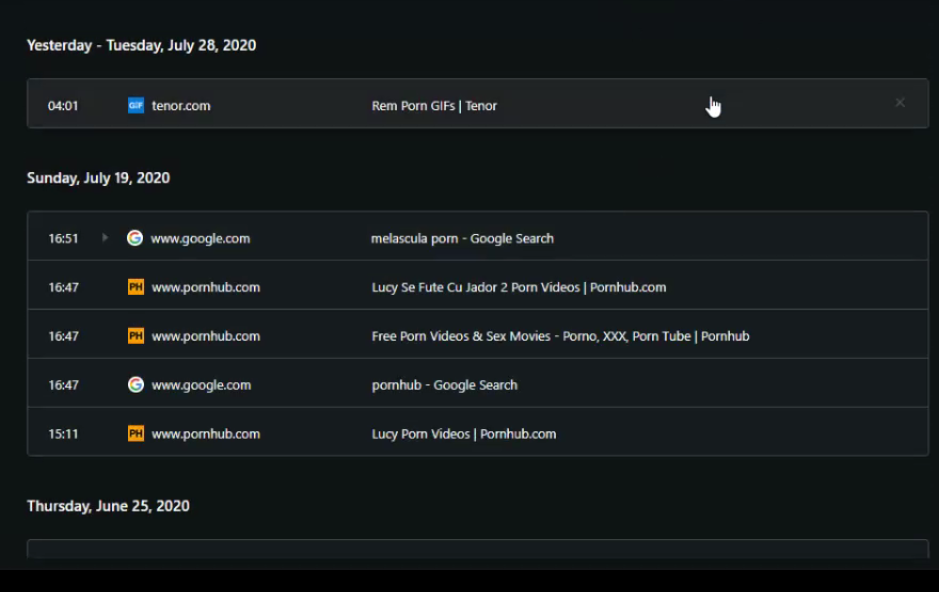 Yesterday - Tuesday, July 28, 2020
04:01 GIF tenor.com Rem Porn GIFs | Tenor
Sunday, July 19, 2020
16:51 www.google.com melascula porn - Google Search
16:47 PH www.pornhub.com Lucy Se Fute Cu Jador 2 Porn Videos | Pornhub.com
16:47 PH www.pornhub.com Free Porn Videos & Sex Movies - Porno, XXX, Porn Tube | Pornhub
16:47 www.google.com pornhub - Google Search
15:11 PH www.pornhub.com Lucy Porn Videos | Pornhub.com
Thursday, June 25, 2020